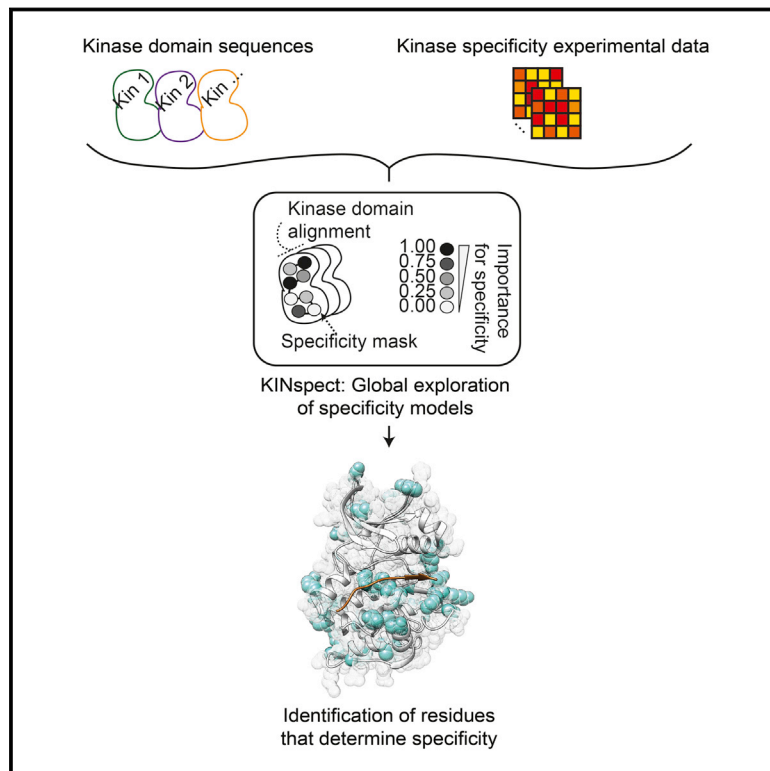 Kinase domain sequences
Kinase specificity experimental data
Kin 1
Kin 2
Kin ...
...
Kinase domain
alignment
1.00
0.75
0.50
0.25
0.00
Importance
for specificity
Specificity mask
KINspect: Global exploration
of specificity models
Identification of residues
that determine specificity